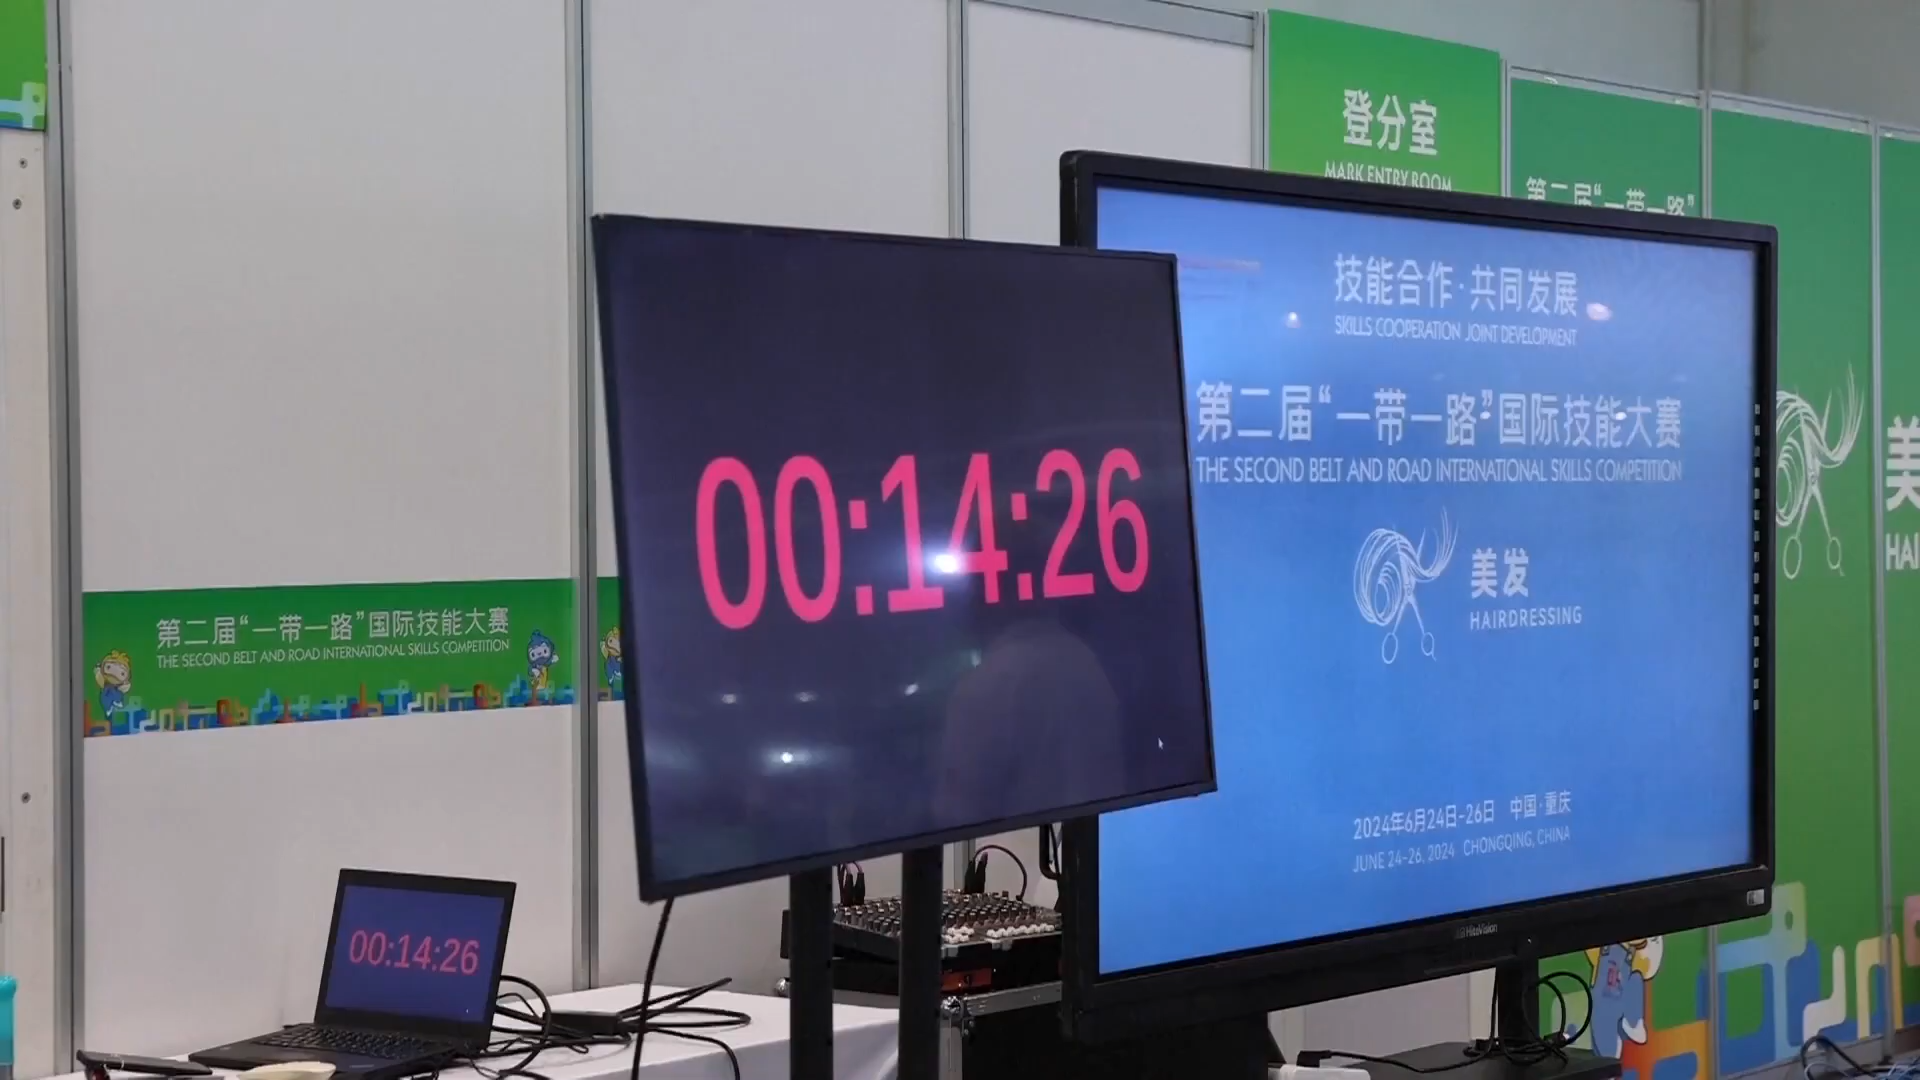 登分室
MARK ENTRY ROOM
第二届“一带一路”
技能合作·共同发展
SKILLS COOPERATION JOINT DEVELOPMENT
第二届“一带一路”国际技能大赛
THE SECOND BELT AND ROAD INTERNATIONAL SKILLS COMPETITION
美发
HAIRDRESSING
2024年6月24日-26日 中国·重庆
JUNE 24-26, 2024 CHONGQING, CHINA
HiteVision
00:14:26
第二届“一带一路”国际技能大赛
THE SECOND BELT AND ROAD INTERNATIONAL SKILLS COMPETITION
00:14:26
美
HAI